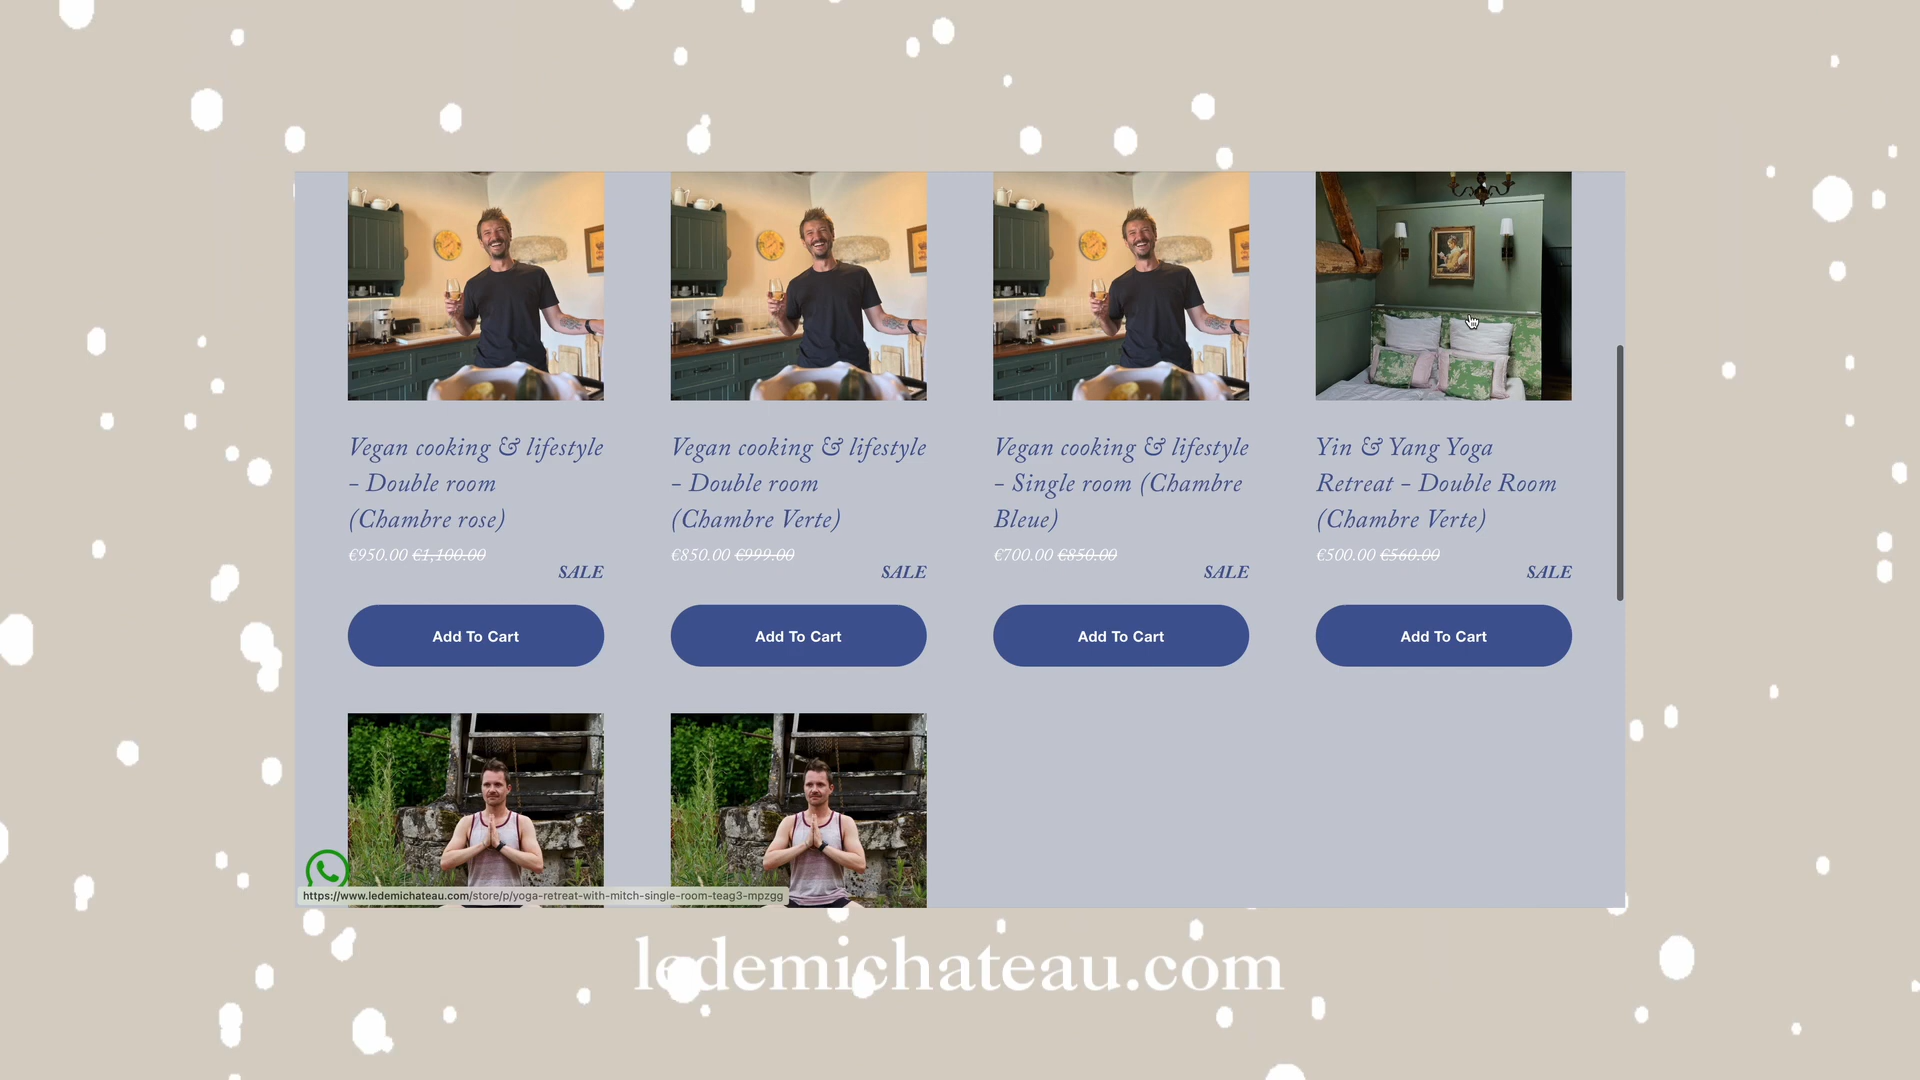 Vegan cooking & lifestyle
- Double room
(Chambre rose)
€950.00 €1,100.00
SALE
Add To Cart
Vegan cooking & lifestyle
- Double room
(Chambre Verte)
€850.00 €999.00
SALE
Add To Cart
Vegan cooking & lifestyle
- Single room (Chambre
Bleue)
€700.00 €850.00
SALE
Add To Cart
Yin & Yang Yoga
Retreat - Double Room
(Chambre Verte)
€500.00 €560.00
SALE
Add To Cart
https://www.ledemichateau.com/store/p/yoga-retreat-with-mitch-single-room-teag3-mpzgg
ledemichateau.com